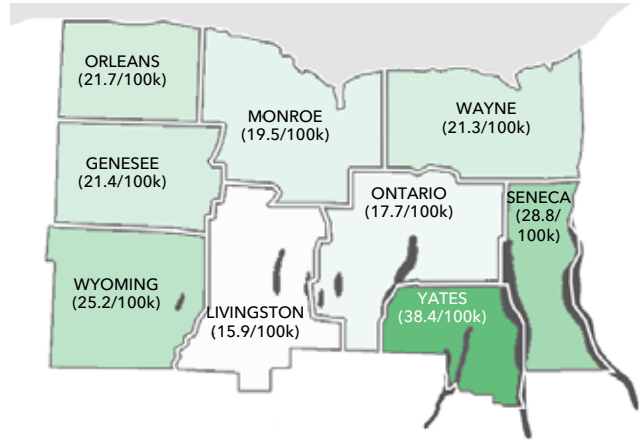 ORLEANS
(21.7/100k)
MONROE
(19.5/100k)
WAYNE
(21.3/100k)
GENESEE
(21.4/100k)
ONTARIO
(17.7/100k)
SENECA
(28.8/
100k)
WYOMING
(25.2/100k)
LIVINGSTON
(15.9/100k)
YATES
(38.4/100k)